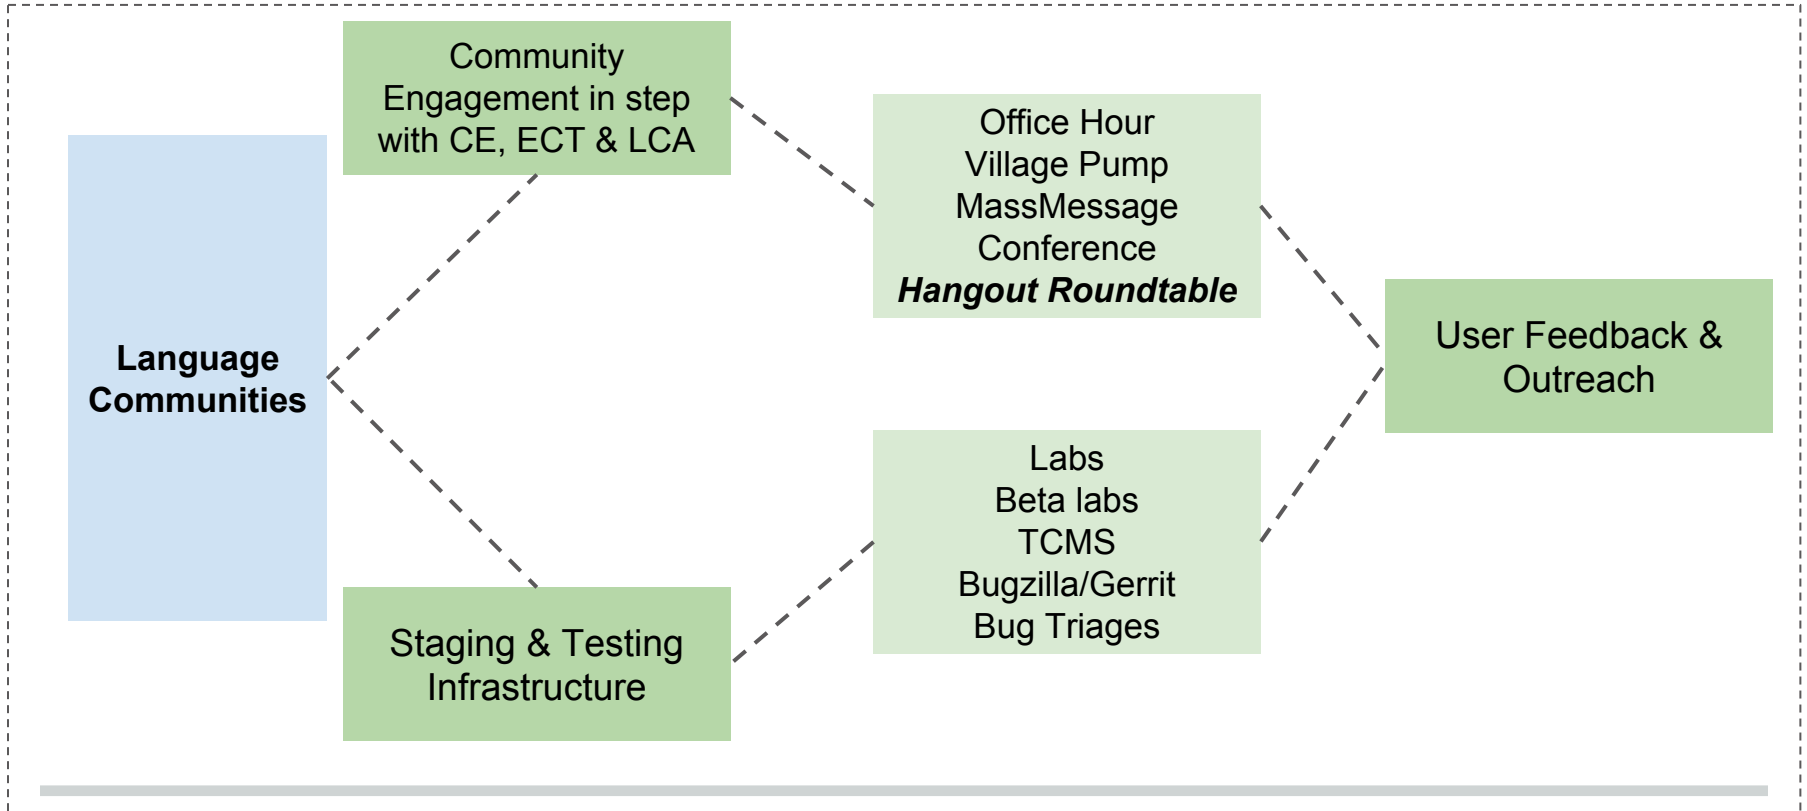 Community
Engagement in step
with CE, ECT & LCA
Office Hour
Village Pump
MassMessage
Conference
Hangout Roundtable
Language
Communities
User Feedback &
Outreach
Labs
Beta labs
TCMS
Bugzilla/Gerrit
Bug Triages
Staging & Testing
Infrastructure